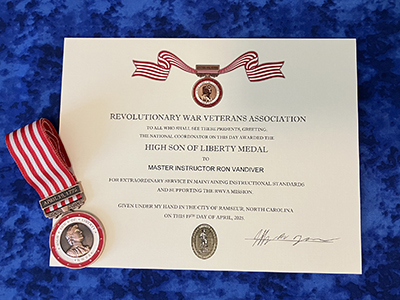 REVOLUTIONARY WAR VETERANS ASSOCIATION
TO ALL WHO SHALL SEE THESE PRESENTS, GREETING
THE NATIONAL COORDINATOR ON THIS DAY AWARDED THE
HIGH SON OF LIBERTY MEDAL
TO
MASTER INSTRUCTOR RON VANDIVER
FOR EXTRAORDINARY SERVICE IN MAINTAINING INSTRUCTIONAL STANDARDS
AND SUPPORTING THE RWVA MISSION.
GIVEN UNDER MY HAND IN THE CITY OF RAMSEUR, NORTH CAROLINA
ON THIS 19TH DAY OF APRIL, 2021